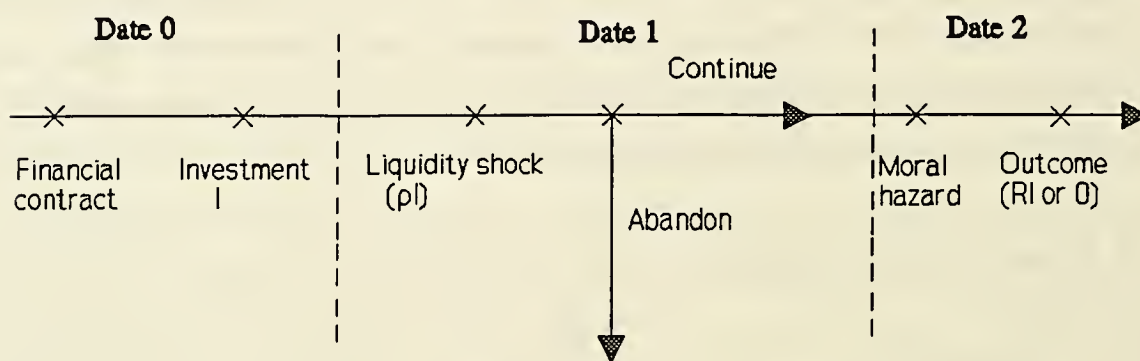 Date 0
Date 1
Date 2
Continue
Financial
contract
Investment
I
Liquidity shock
(ρI)
Abandon
Moral
hazard
Outcome
(RI or 0)